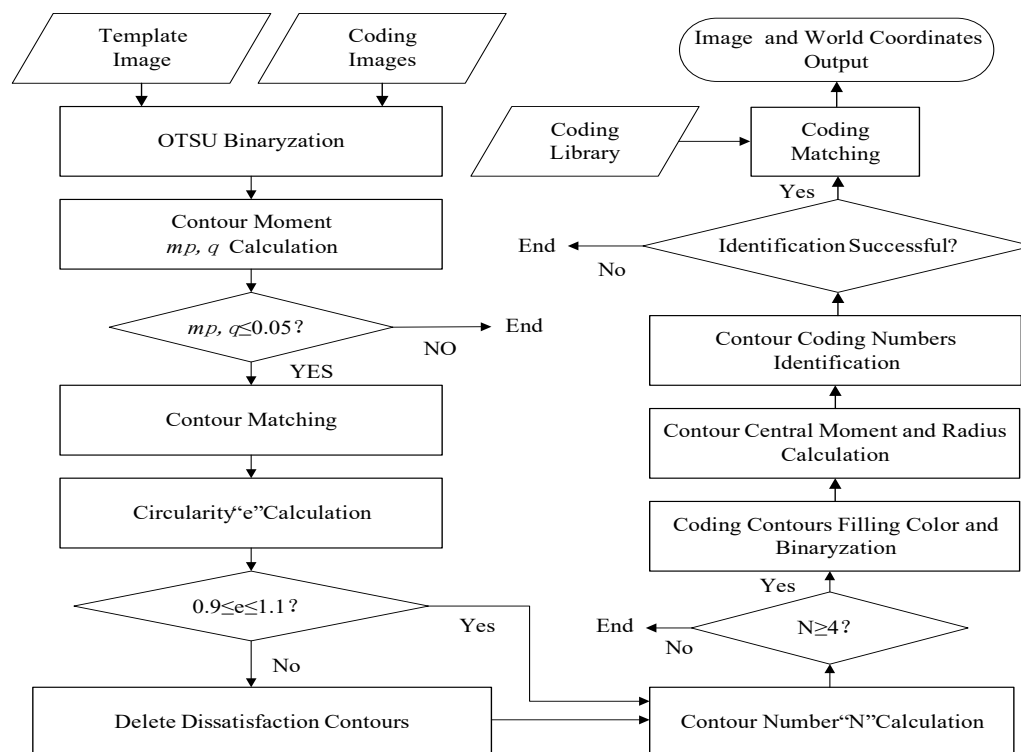 Template
Image
Coding
Images
OTSU Binaryzation
Contour Moment
mp, q Calculation
mp, q≤0.05?
End
NO
YES
Contour Matching
Circularity“e”Calculation
0.9≤e≤1.1?
Yes
No
Delete Dissatisfaction Contours
Contour Number“N”Calculation
N≥4?
End
No
Yes
Coding Contours Filling Color and
Binaryzation
Contour Central Moment and Radius
Calculation
Contour Coding Numbers
Identification
Identification Successful?
End
No
Yes
Coding
Library
Coding
Matching
Image and World Coordinates
Output